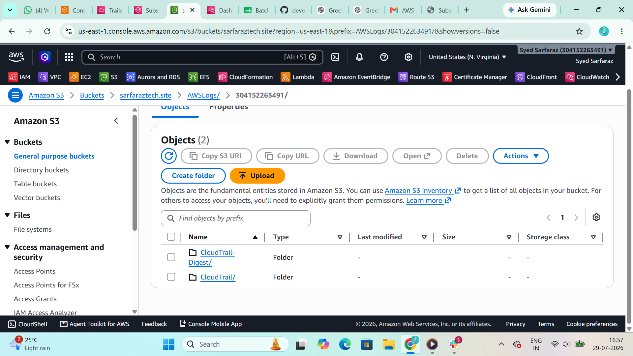 (4) W
Con
Train
Subs
s
Dash
Batch
devo
Gree
Gree
AWS
Subs
Ask Gemini
us-east-1.console.aws.amazon.com/s3/buckets/sarfaraztech.site?region=us-east-1&prefix=AWSLogs/304152263491/&showversions=false
aws
Search
[Alt+S]
United States (N. Virginia) ▼
Syed Sarfaraz (304152263491) ▼
Syed Sarfaraz
IAM
VPC
EC2
S3
Aurora and RDS
EFS
CloudFormation
Lambda
Amazon EventBridge
Route 53
Certificate Manager
CloudFront
CloudWatch
Amazon S3 > Buckets > sarfaraztech.site > AWSLogs/ > 304152263491/
Amazon S3
Buckets
General purpose buckets
Directory buckets
Table buckets
Vector buckets
Files
File systems
Access management and
security
Access Points
Access Points for FSx
Access Grants
IAM Access Analyzer
Objects
Properties
Objects (2)
Copy S3 URI
Copy URL
Download
Open
Delete
Actions ▼
Create folder
Upload
Objects are the fundamental entities stored in Amazon S3. You can use Amazon S3 inventory to get a list of all objects in your bucket. For
others to access your objects, you'll need to explicitly grant them permissions. Learn more
Find objects by prefix
1
Name
Type
Last modified
Size
Storage class
CloudTrail-
Digest/
Folder
-
-
-
CloudTrail/
Folder
-
-
-
CloudShell
Agent Toolkit for AWS
Feedback
Console Mobile App
© 2026, Amazon Web Services, Inc. or its affiliates.
Privacy
Terms
Cookie preferences
25°C
Light rain
Search
ENG
IN
16:57
29-07-2026